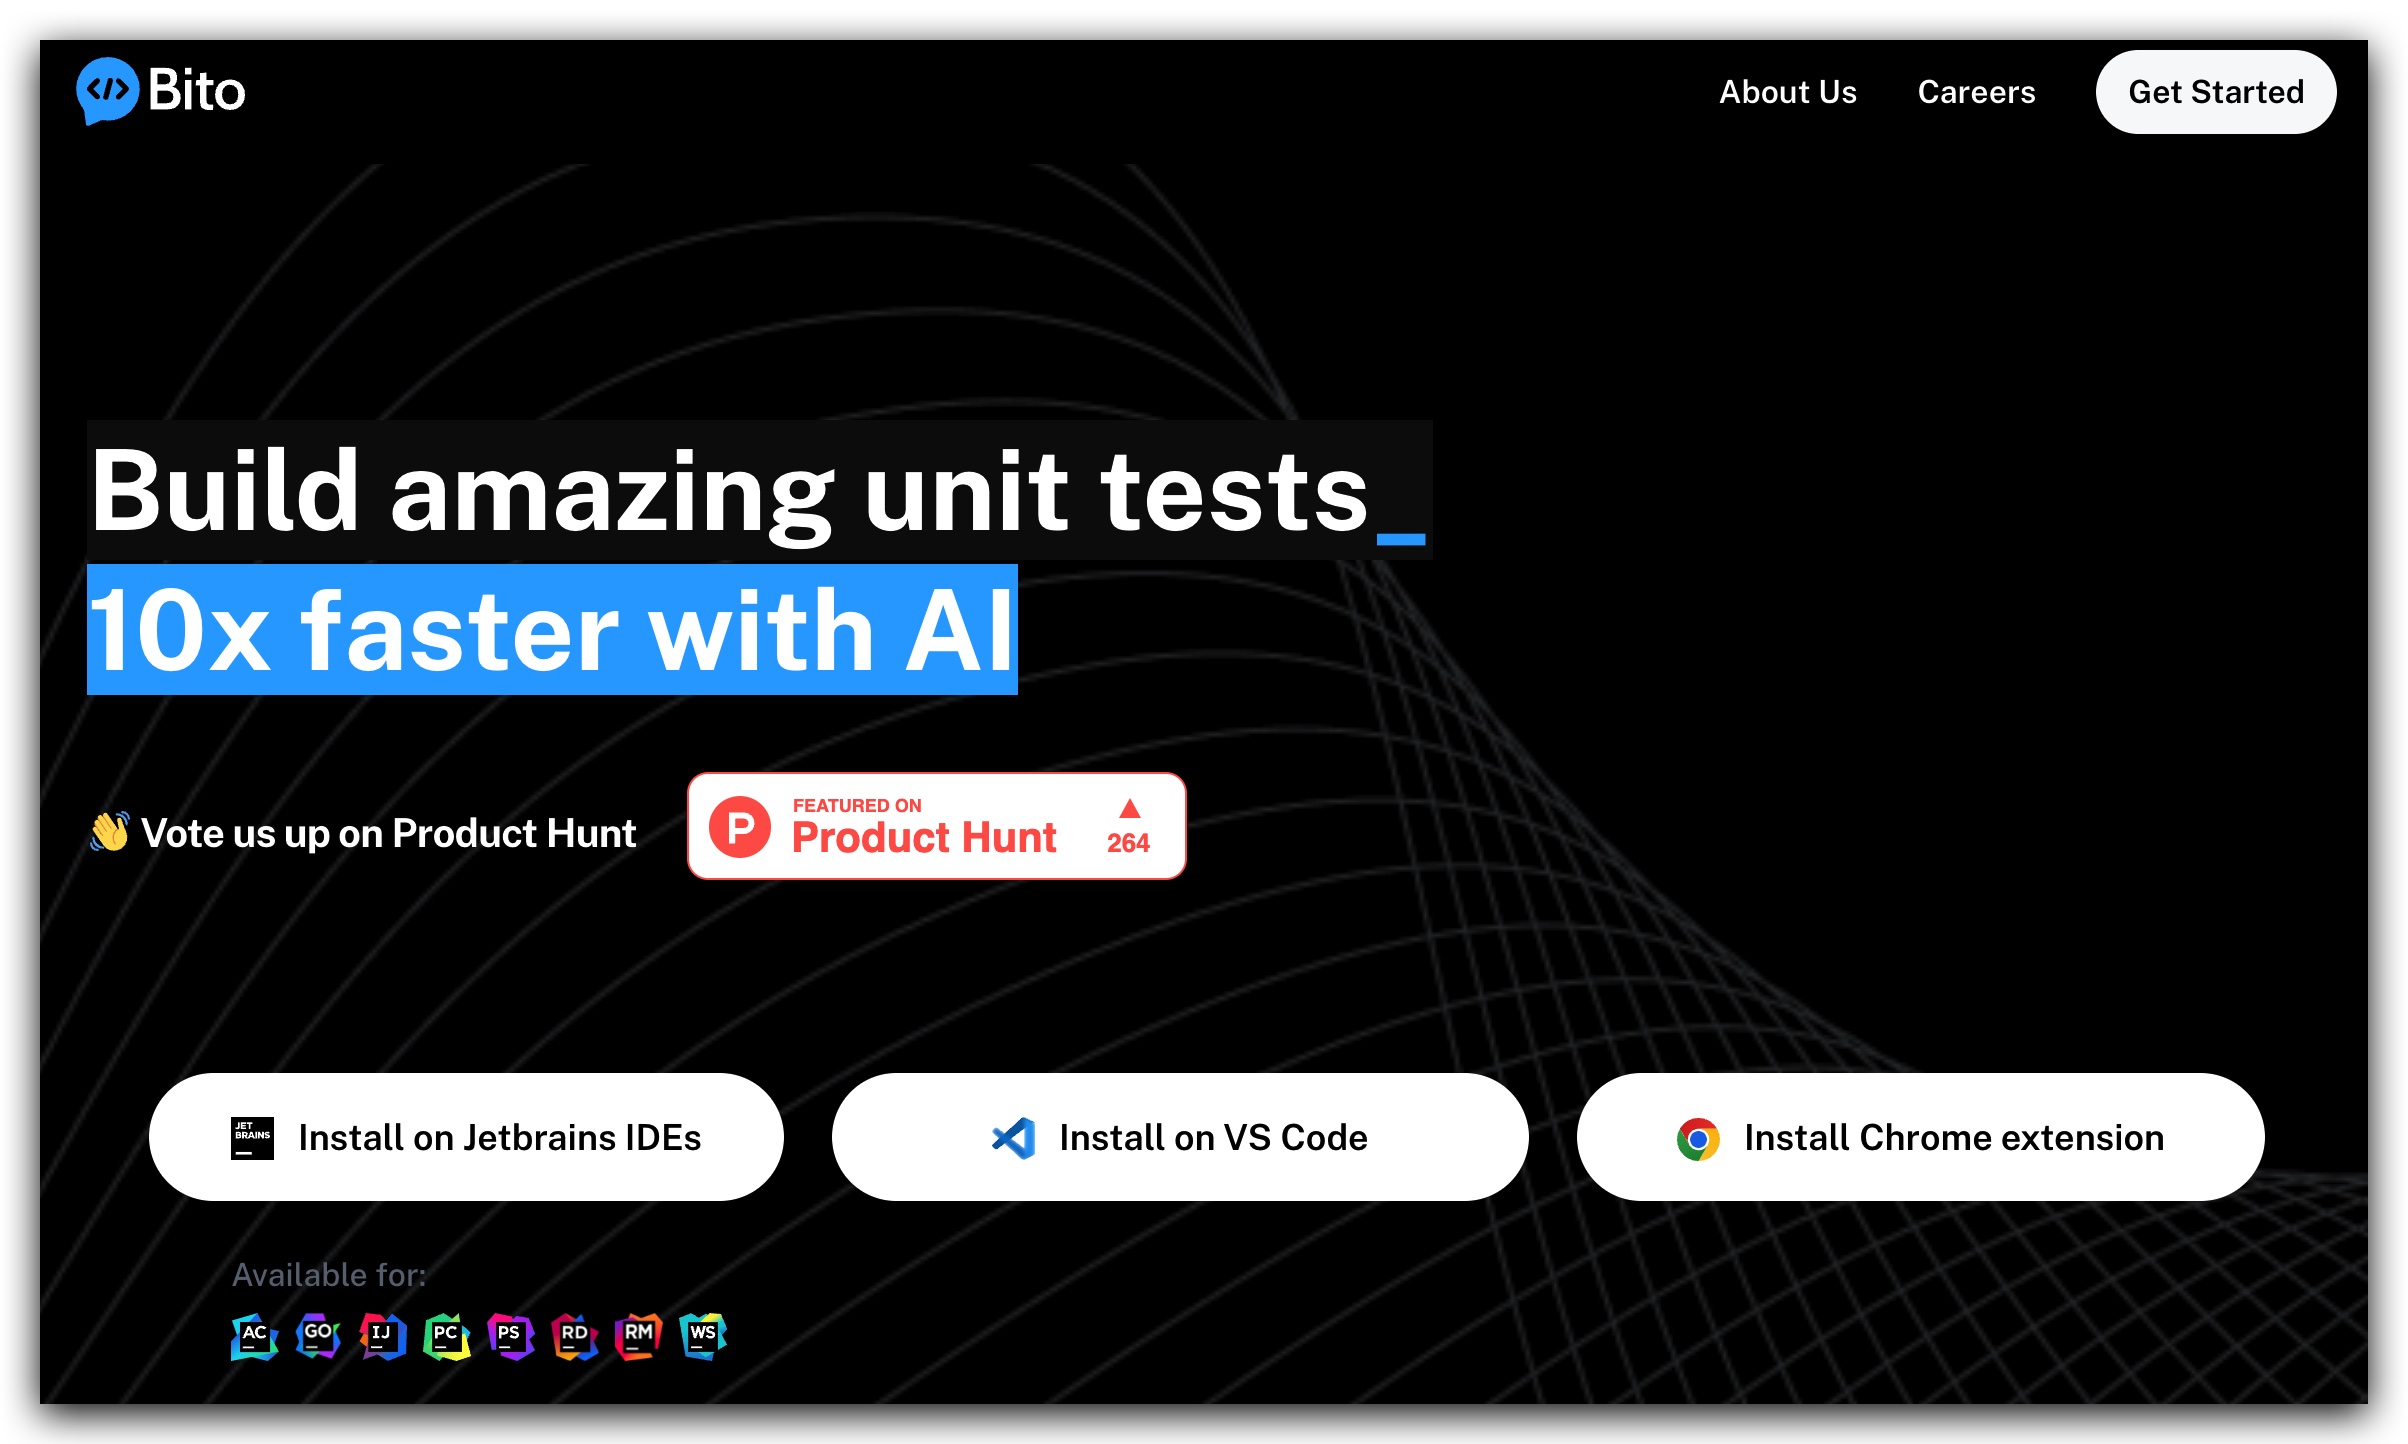 </> Bito
About Us
Careers
Get Started
Build amazing unit tests_
10x faster with AI
👋 Vote us up on Product Hunt
P
FEATURED ON
Product Hunt
▲
264
JET
BRAINS
Install on Jetbrains IDEs
Install on VS Code
Install Chrome extension
Available for:
AC
GO
IJ
PC
PS
RD
RM
WS